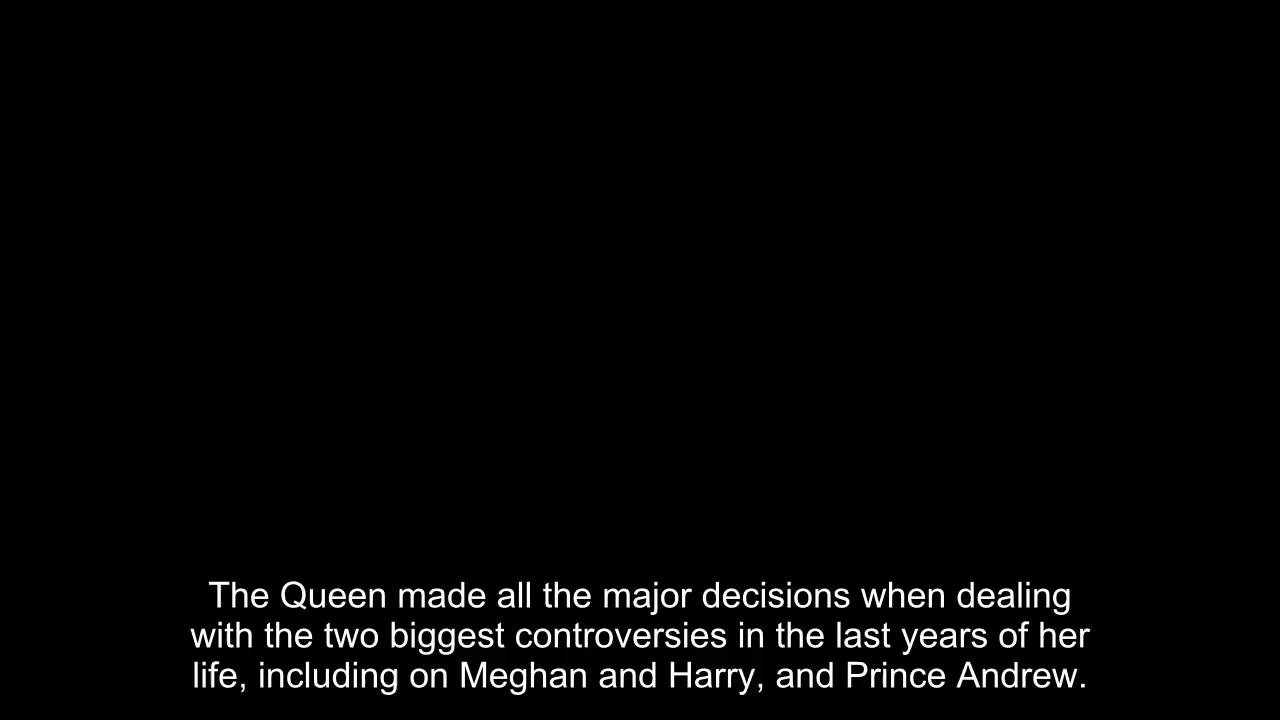 The Queen made all the major decisions when dealing
with the two biggest controversies in the last years of her
life, including on Meghan and Harry, and Prince Andrew.